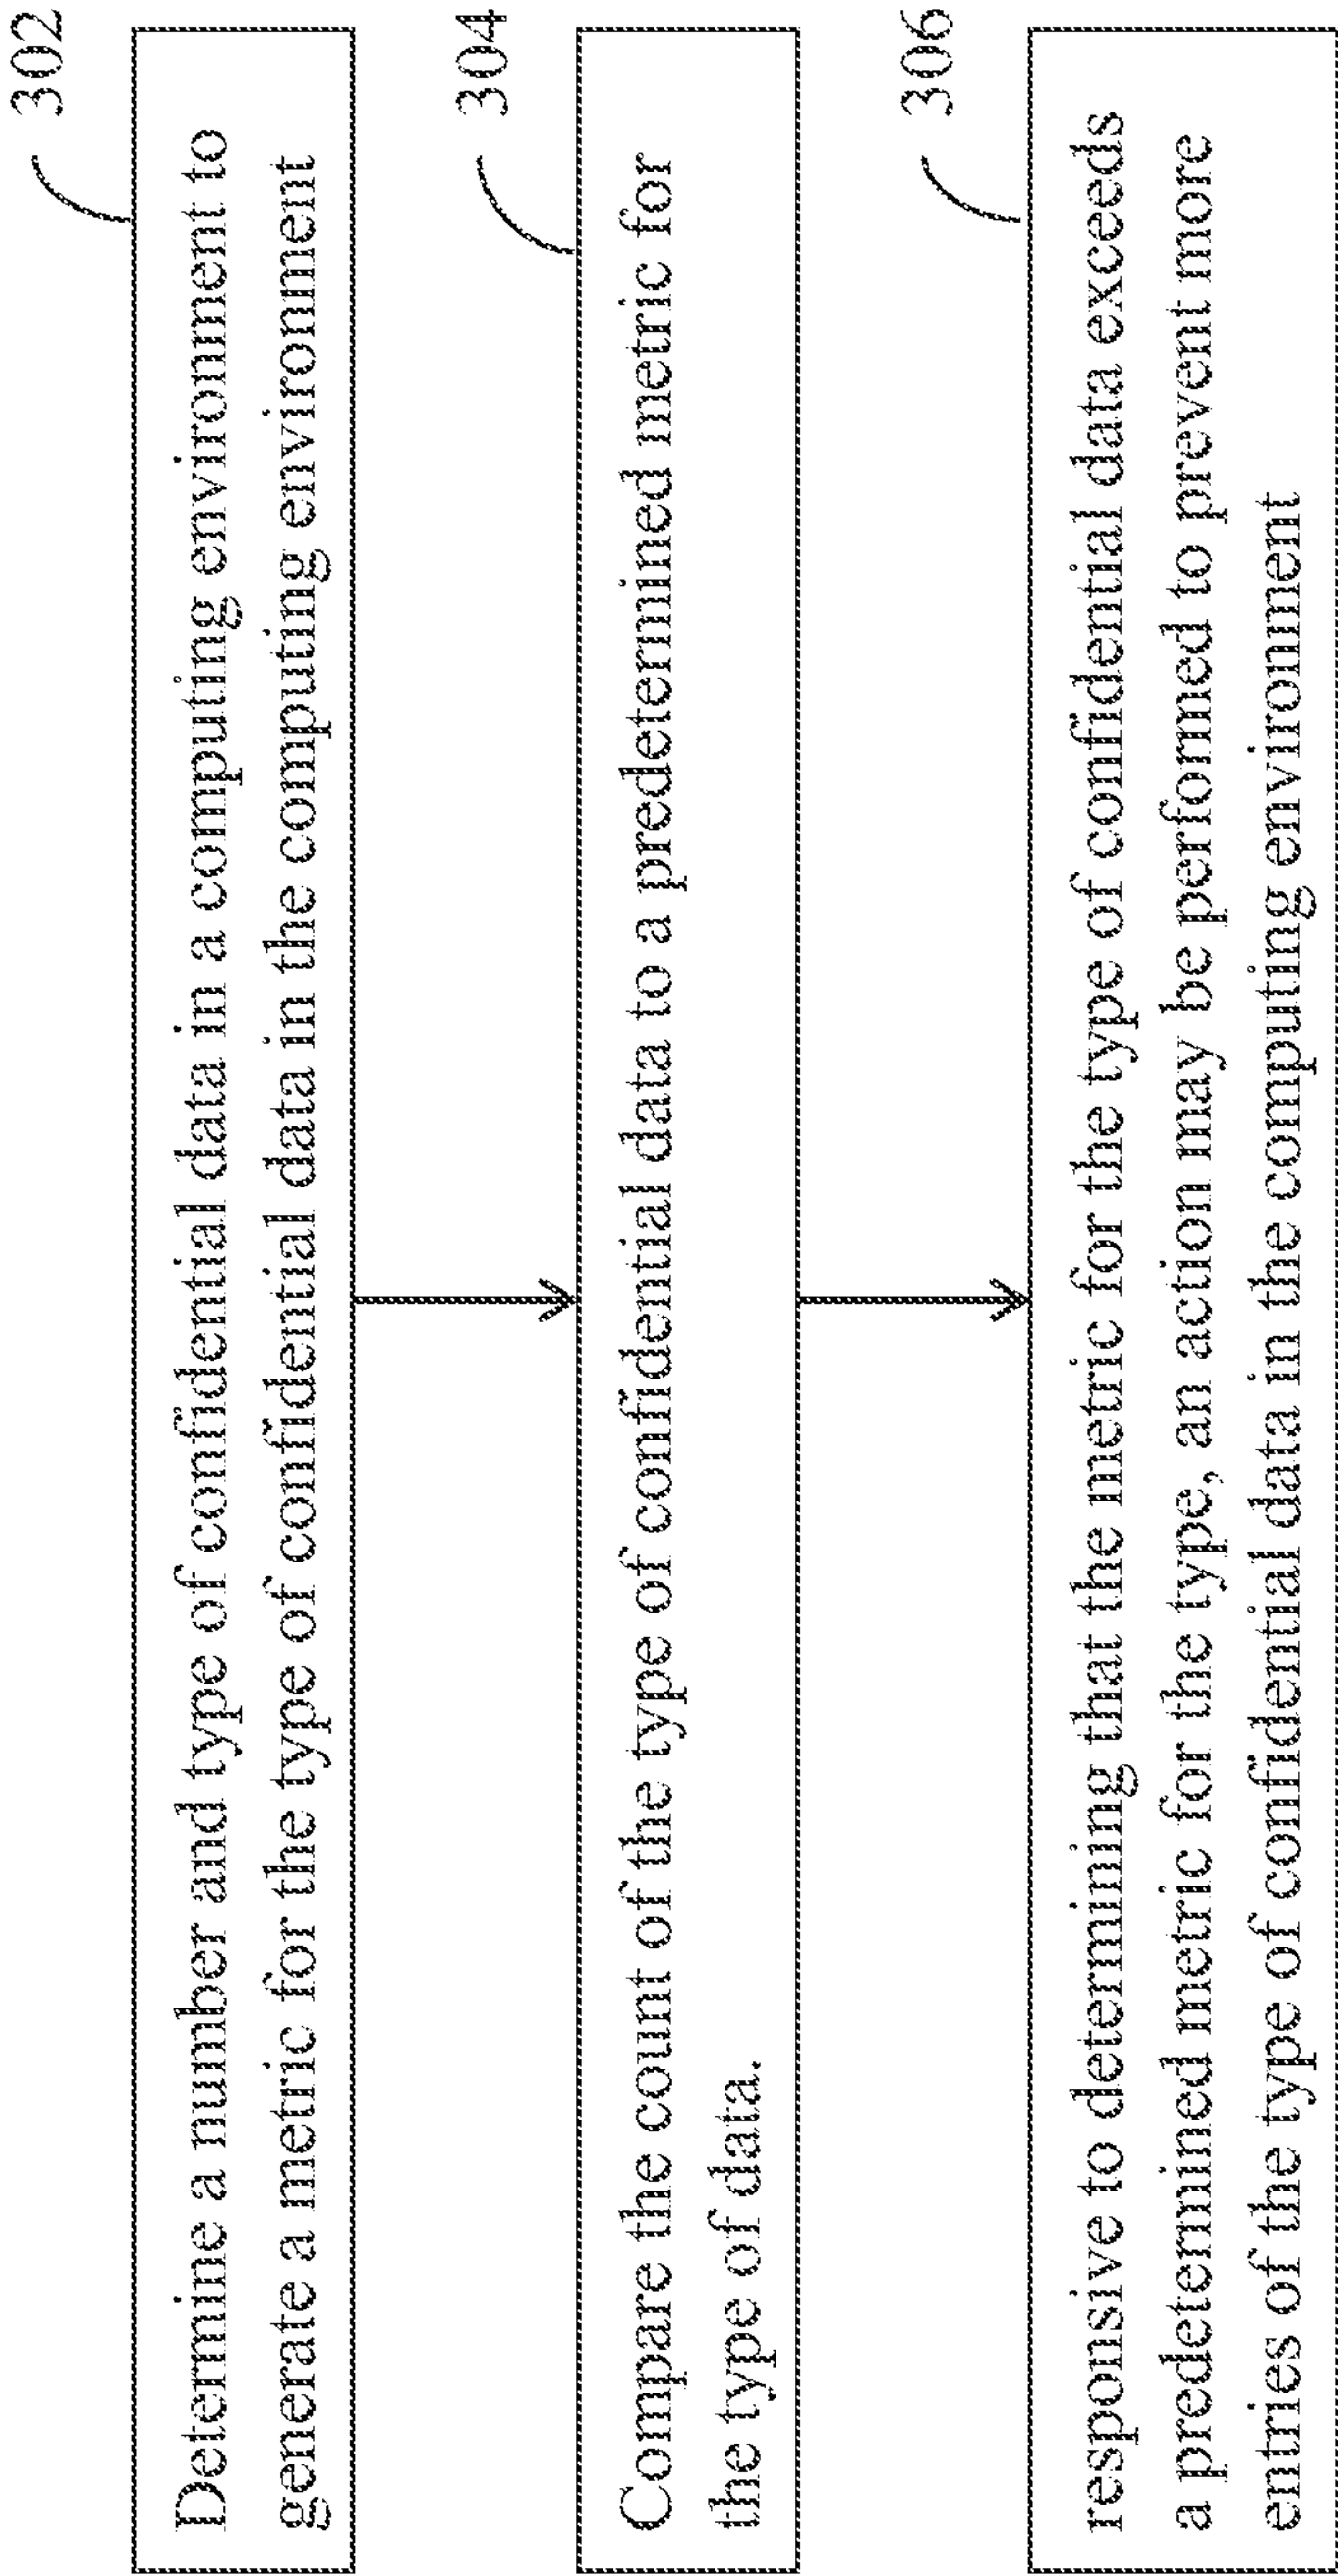 302
Determine a number and type of confidential data in a computing environment to
generate a metric for the type of confidential data in the computing environment
304
Compare the count of the type of confidential data to a predetermined metric for
the type of data.
306
responsive to determining that the metric for the type of confidential data exceeds
a predetermined metric for the type, an action may be performed to prevent more
entries of the type of confidential data in the computing environment